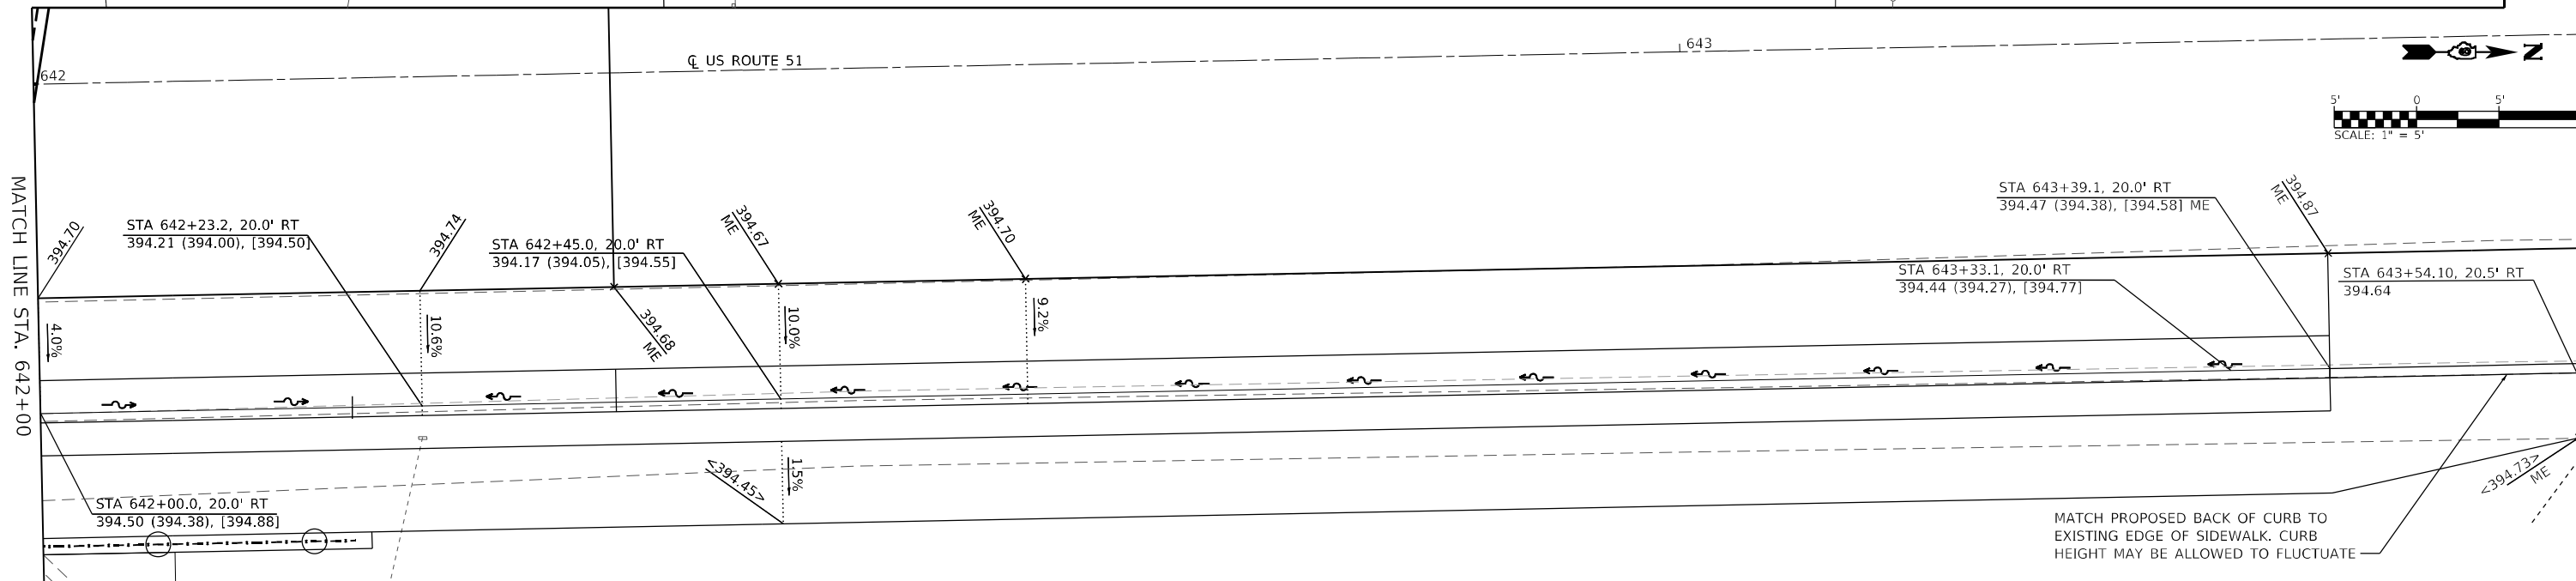 642
℄ US ROUTE 51
643
N
5' 0 5'
SCALE: 1" = 5'
MATCH LINE STA. 642+00
394.70
STA 642+23.2, 20.0' RT
394.21 (394.00), [394.50]
394.74
STA 642+45.0, 20.0' RT
394.17 (394.05), [394.55]
394.67
ME
394.70
ME
STA 643+39.1, 20.0' RT
394.47 (394.38), [394.58] ME
394.87
ME
STA 643+33.1, 20.0' RT
394.44 (394.27), [394.77]
STA 643+54.10, 20.5' RT
394.64
4.0%
10.6%
394.68
ME
10.0%
9.2%
<394.45>
1.5%
STA 642+00.0, 20.0' RT
394.50 (394.38), [394.88]
<394.73>
ME
MATCH PROPOSED BACK OF CURB TO
EXISTING EDGE OF SIDEWALK. CURB
HEIGHT MAY BE ALLOWED TO FLUCTUATE